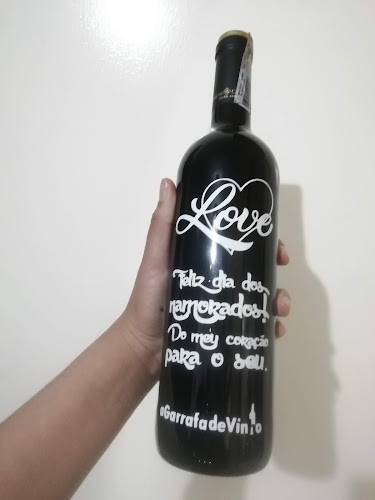 Love
Feliz dia dos
namorados!
Do meu coração
para o seu.
#GarrafadeVinho